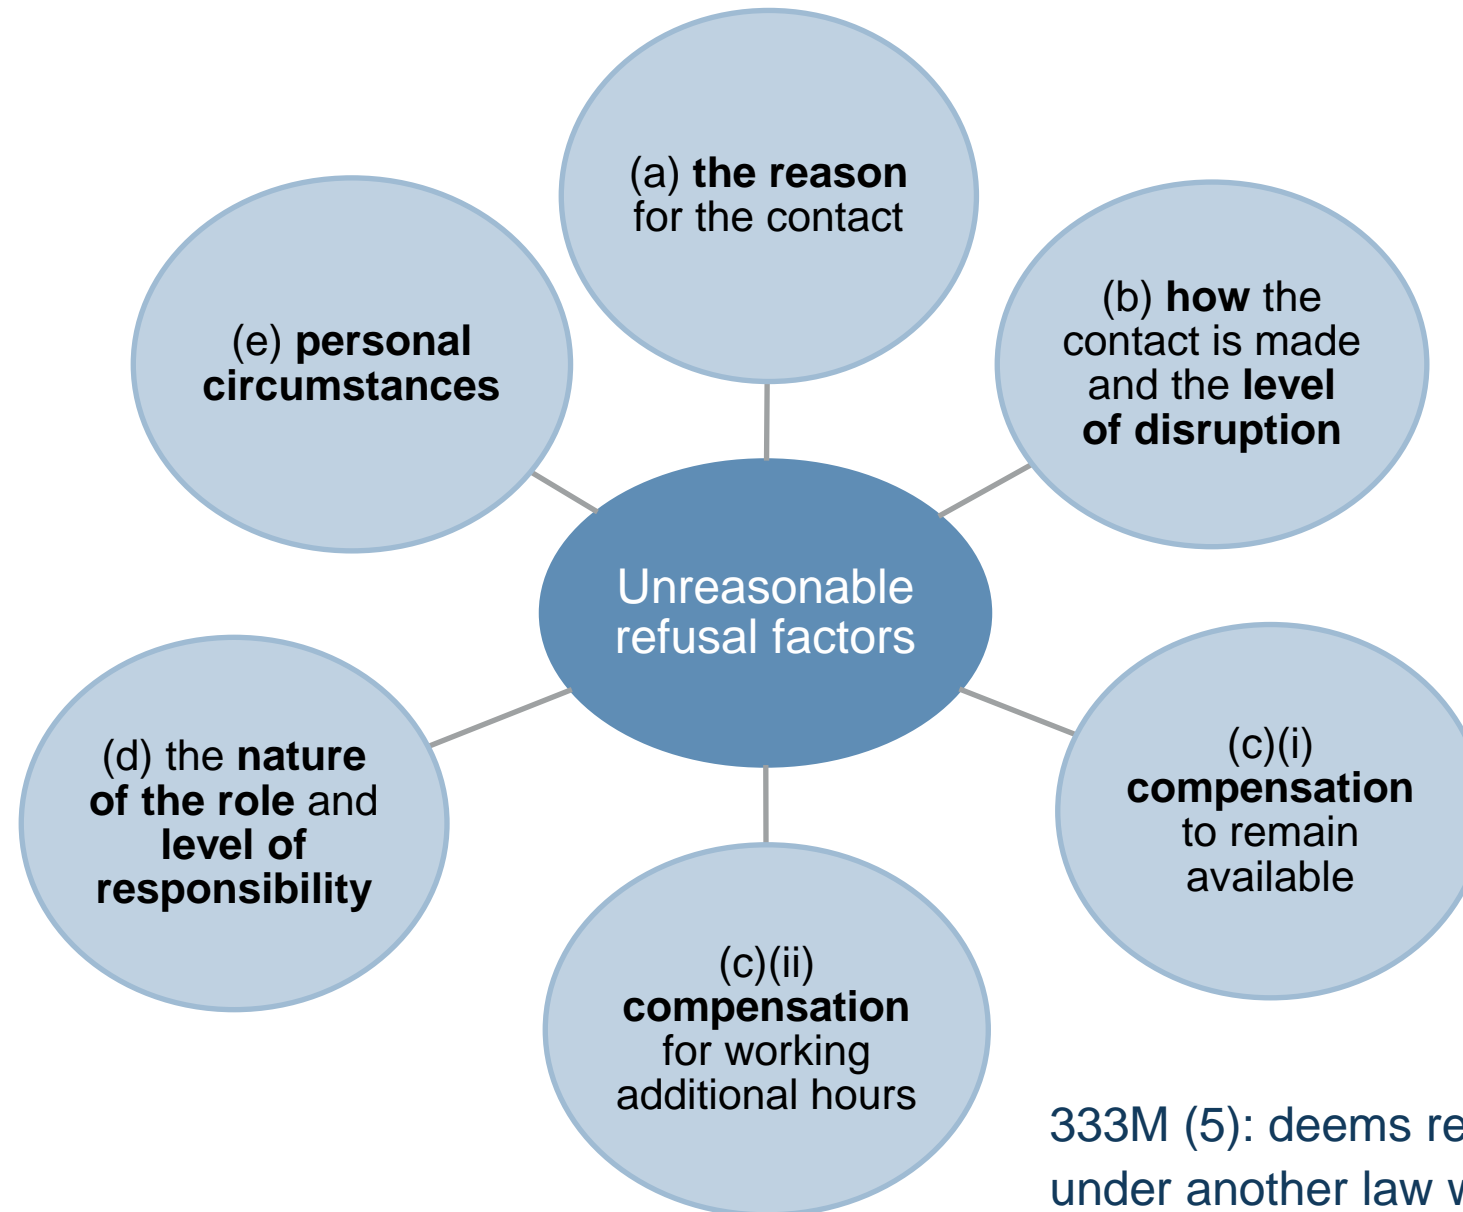 (a) the reason
for the contact
(b) how the
contact is made
and the level
of disruption
(e) personal
circumstances
Unreasonable
refusal factors
(c)(i)
compensation
to remain
available
(d) the nature
of the role and
level of
responsibility
(c)(ii)
compensation
for working
additional hours
333M (5): deems
under another law